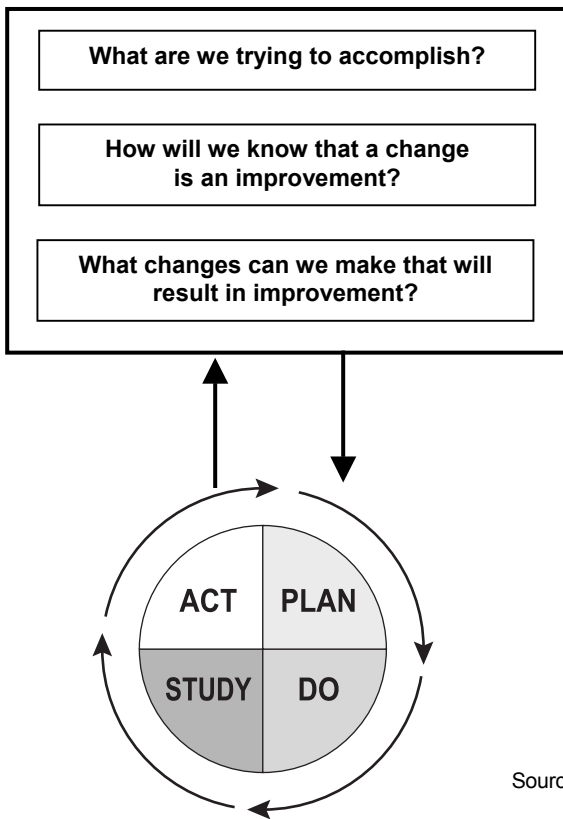 What are we trying to accomplish?
How will we know that a change
is an improvement?
What changes can we make that will
result in improvement?
ACT
PLAN
STUDY
DO